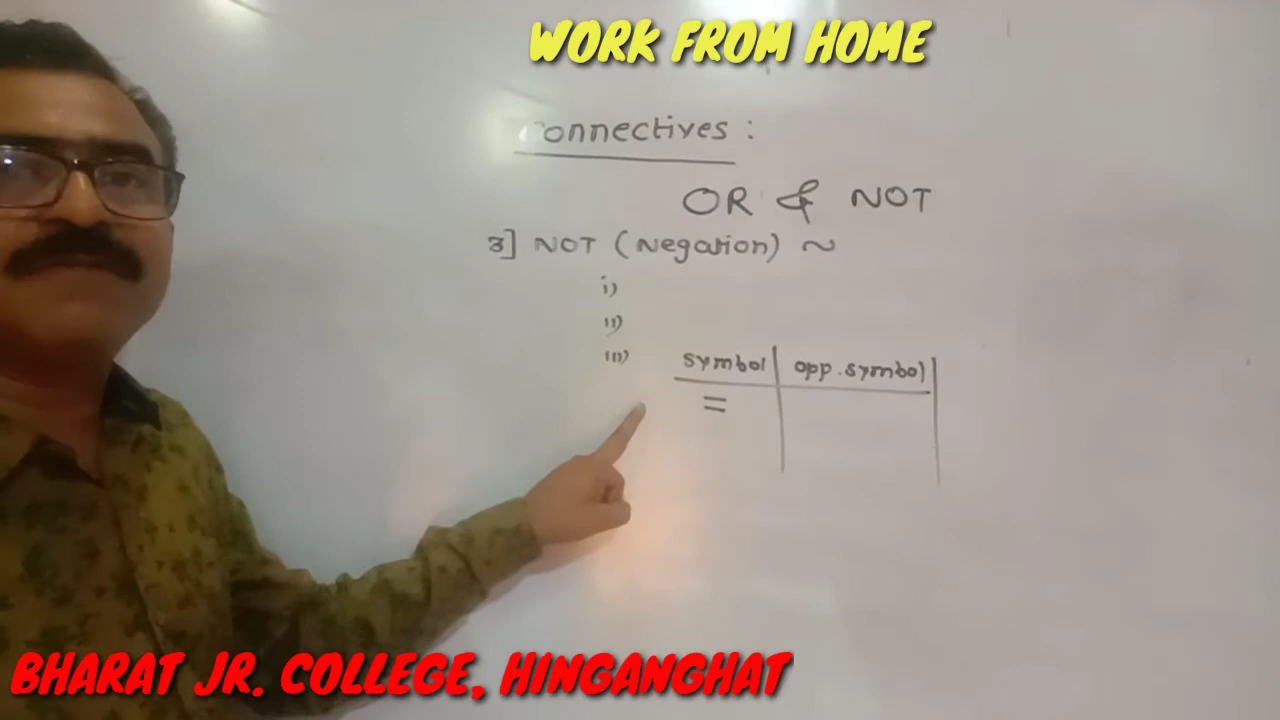 WORK FROM HOME
connectives :
OR & NOT
3] NOT (Negation) ~
i)
ii)
iii)
symbol | opp. symbol
=
BHARAT JR. COLLEGE, HINGANGHAT